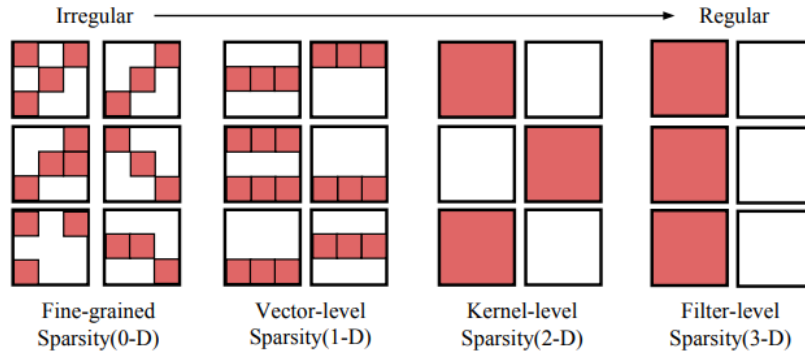 Irregular
Regular
Fine-grained
Sparsity(0-D)
Vector-level
Sparsity(1-D)
Kernel-level
Sparsity(2-D)
Filter-level
Sparsity(3-D)